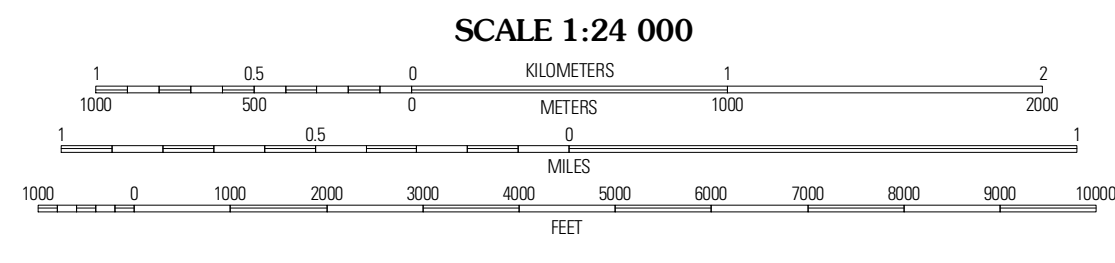 SCALE 1:24 000
1 0.5 0 KILOMETERS 1 2
1000 500 0 METERS 1000 2000
1 0.5 0 1
MILES
1000 0 1000 2000 3000 4000 5000 6000 7000 8000 9000 10000
FEET